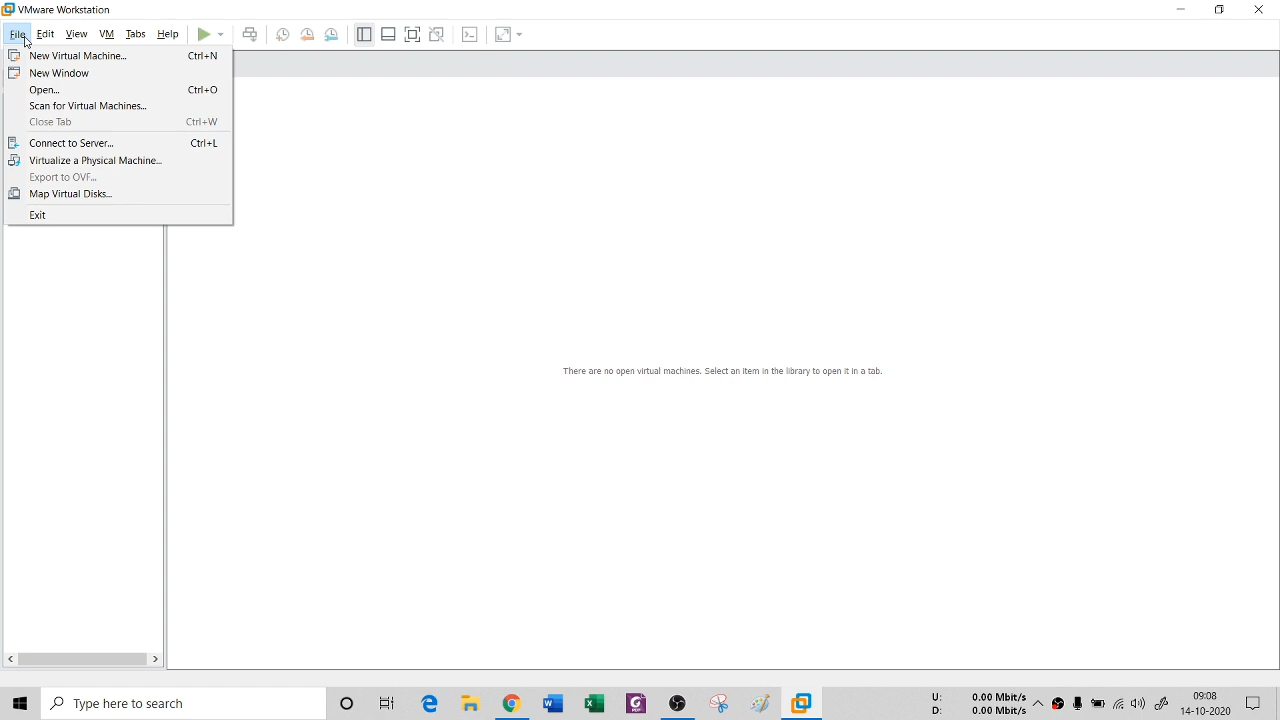 VMware Workstation
File Edit View VM Tabs Help
New Virtual Machine... Ctrl+N
New Window
Open... Ctrl+O
Scan for Virtual Machines...
Close Tab Ctrl+W
Connect to Server... Ctrl+L
Virtualize a Physical Machine...
Export to OVF...
Map Virtual Disks...
Exit
There are no open virtual machines. Select an item in the library to open it in a tab.
Type here to search
U: 0.00 Mbit/s
D: 0.00 Mbit/s
09:08
14-10-2020